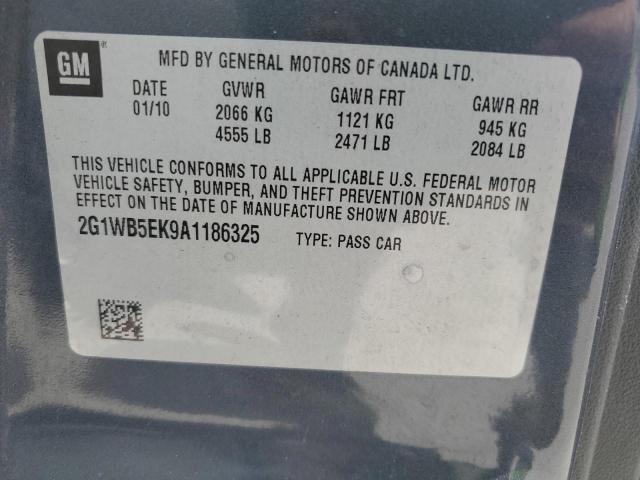 GM
MFD BY GENERAL MOTORS OF CANADA LTD.
DATE GVWR GAWR FRT GAWR RR
01/10 2066 KG 1121 KG 945 KG
4555 LB 2471 LB 2084 LB
THIS VEHICLE CONFORMS TO ALL APPLICABLE U.S. FEDERAL MOTOR
VEHICLE SAFETY, BUMPER, AND THEFT PREVENTION STANDARDS IN
EFFECT ON THE DATE OF MANUFACTURE SHOWN ABOVE.
2G1WB5EK9A1186325 TYPE: PASS CAR